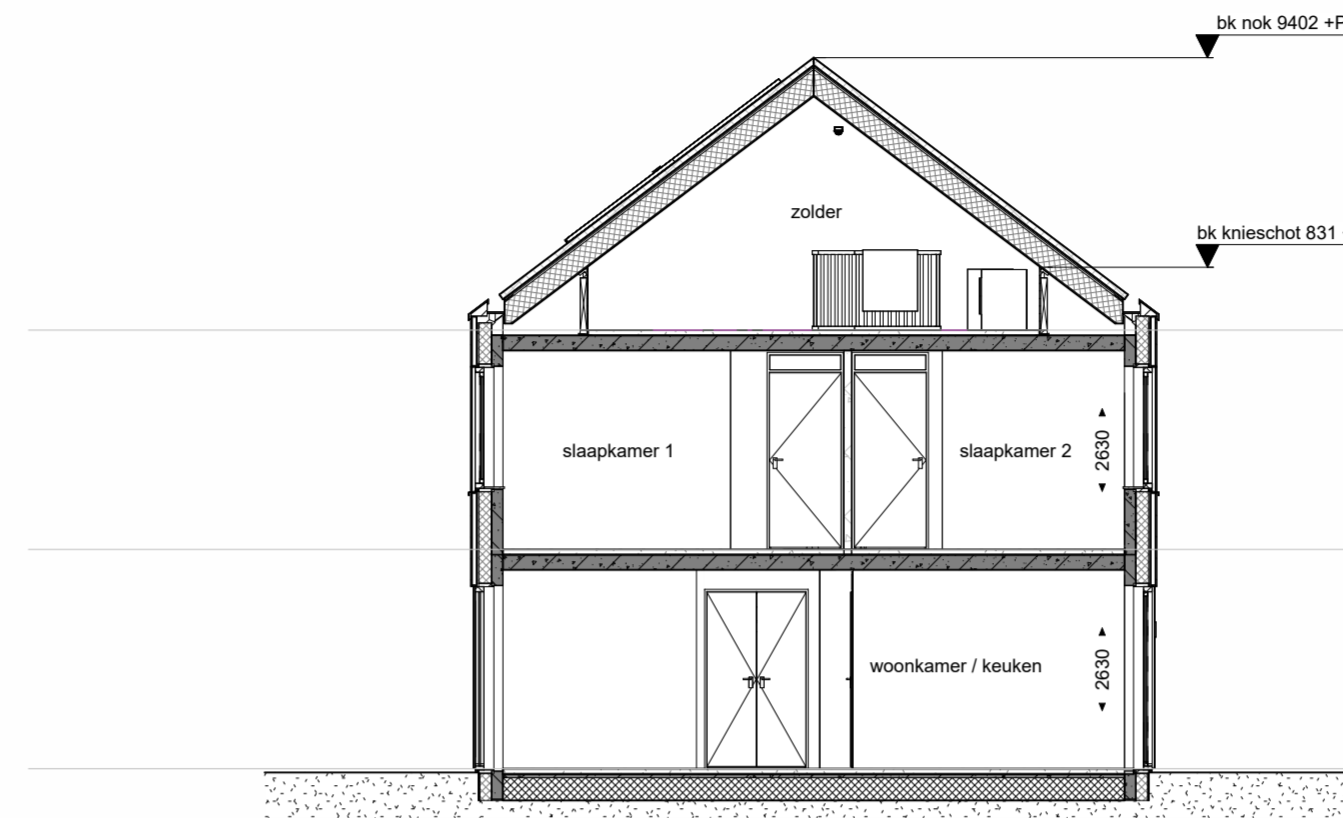 bk nok 9402 +P
zolder
bk knieschot 831
slaapkamer 1
slaapkamer 2
2630
woonkamer / keuken
2630